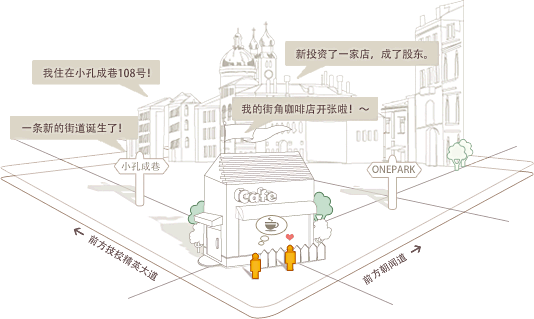 新投资了一家店，成了股东。
我住在小孔成巷108号！
我的街角咖啡店开张啦！～
一条新的街道诞生了！
小孔成巷
ONEPARK
cafe
前方技校精英大道
前方朝闻道